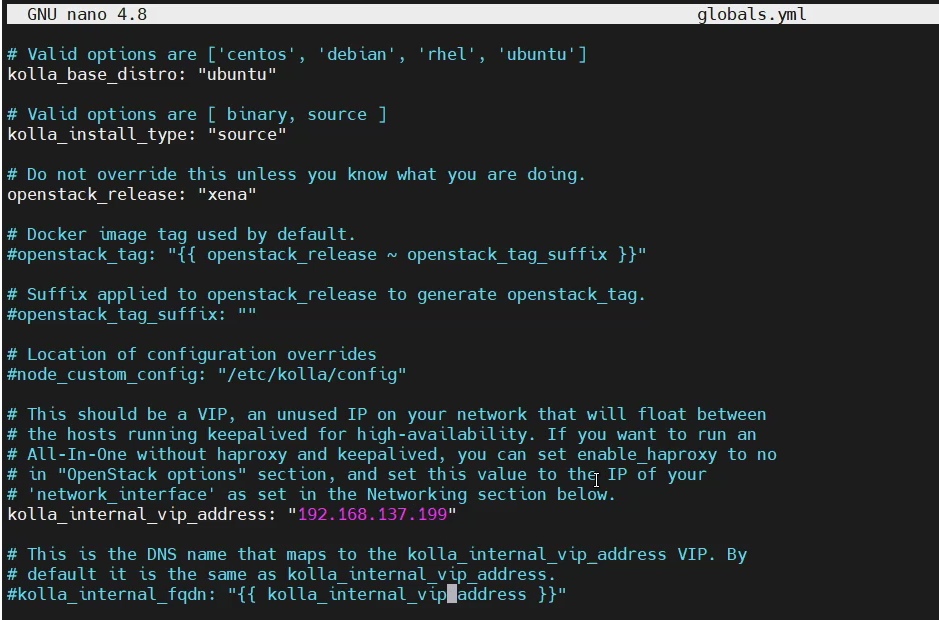 GNU nano 4.8 globals.yml
# Valid options are ['centos', 'debian', 'rhel', 'ubuntu']
kolla_base_distro: "ubuntu"
# Valid options are [ binary, source ]
kolla_install_type: "source"
# Do not override this unless you know what you are doing.
openstack_release: "xena"
# Docker image tag used by default.
#openstack_tag: "{{ openstack_release ~ openstack_tag_suffix }}"
# Suffix applied to openstack_release to generate openstack_tag.
#openstack_tag_suffix: ""
# Location of configuration overrides
#node_custom_config: "/etc/kolla/config"
# This should be a VIP, an unused IP on your network that will float between
# the hosts running keepalived for high-availability. If you want to run an
# All-In-One without haproxy and keepalived, you can set enable_haproxy to no
# in "OpenStack options" section, and set this value to the IP of your
# 'network_interface' as set in the Networking section below.
kolla_internal_vip_address: "192.168.137.199"
# This is the DNS name that maps to the kolla_internal_vip_address VIP. By
# default it is the same as kolla_internal_vip_address.
#kolla_internal_fqdn: "{{ kolla_internal_vip_address }}"